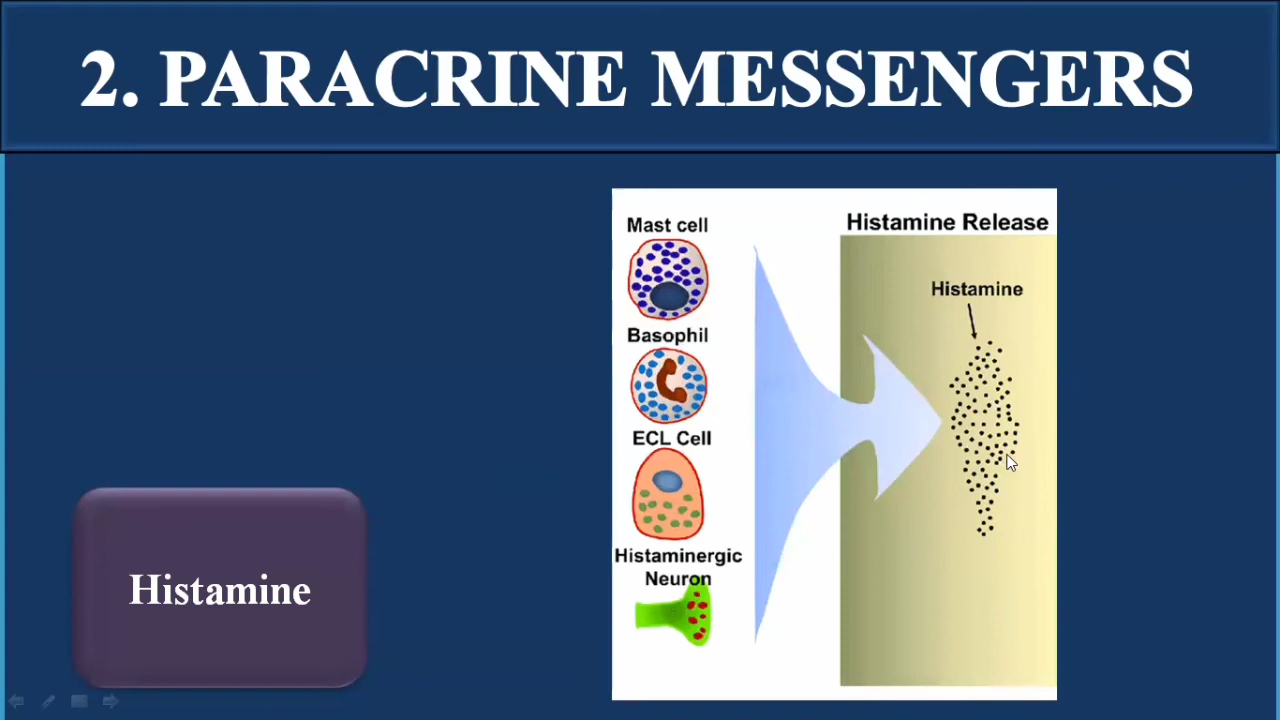 2. PARACRINE MESSENGERS
Mast cell
Basophil
ECL Cell
Histaminergic
Neuron
Histamine Release
Histamine
Histamine